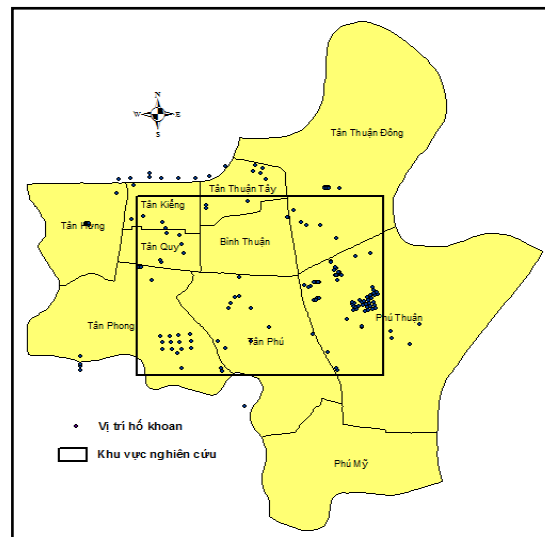 Tân Thuận Đông
N
W E
S
Tân Thuận Tây
Tân Kiểng
Tân Hưng
Tân Quy
Bình Thuận
Tân Phong
Tân Phú
Phú Thuận
Vị trí hố khoan
Khu vực nghiên cứu
Phú Mỹ